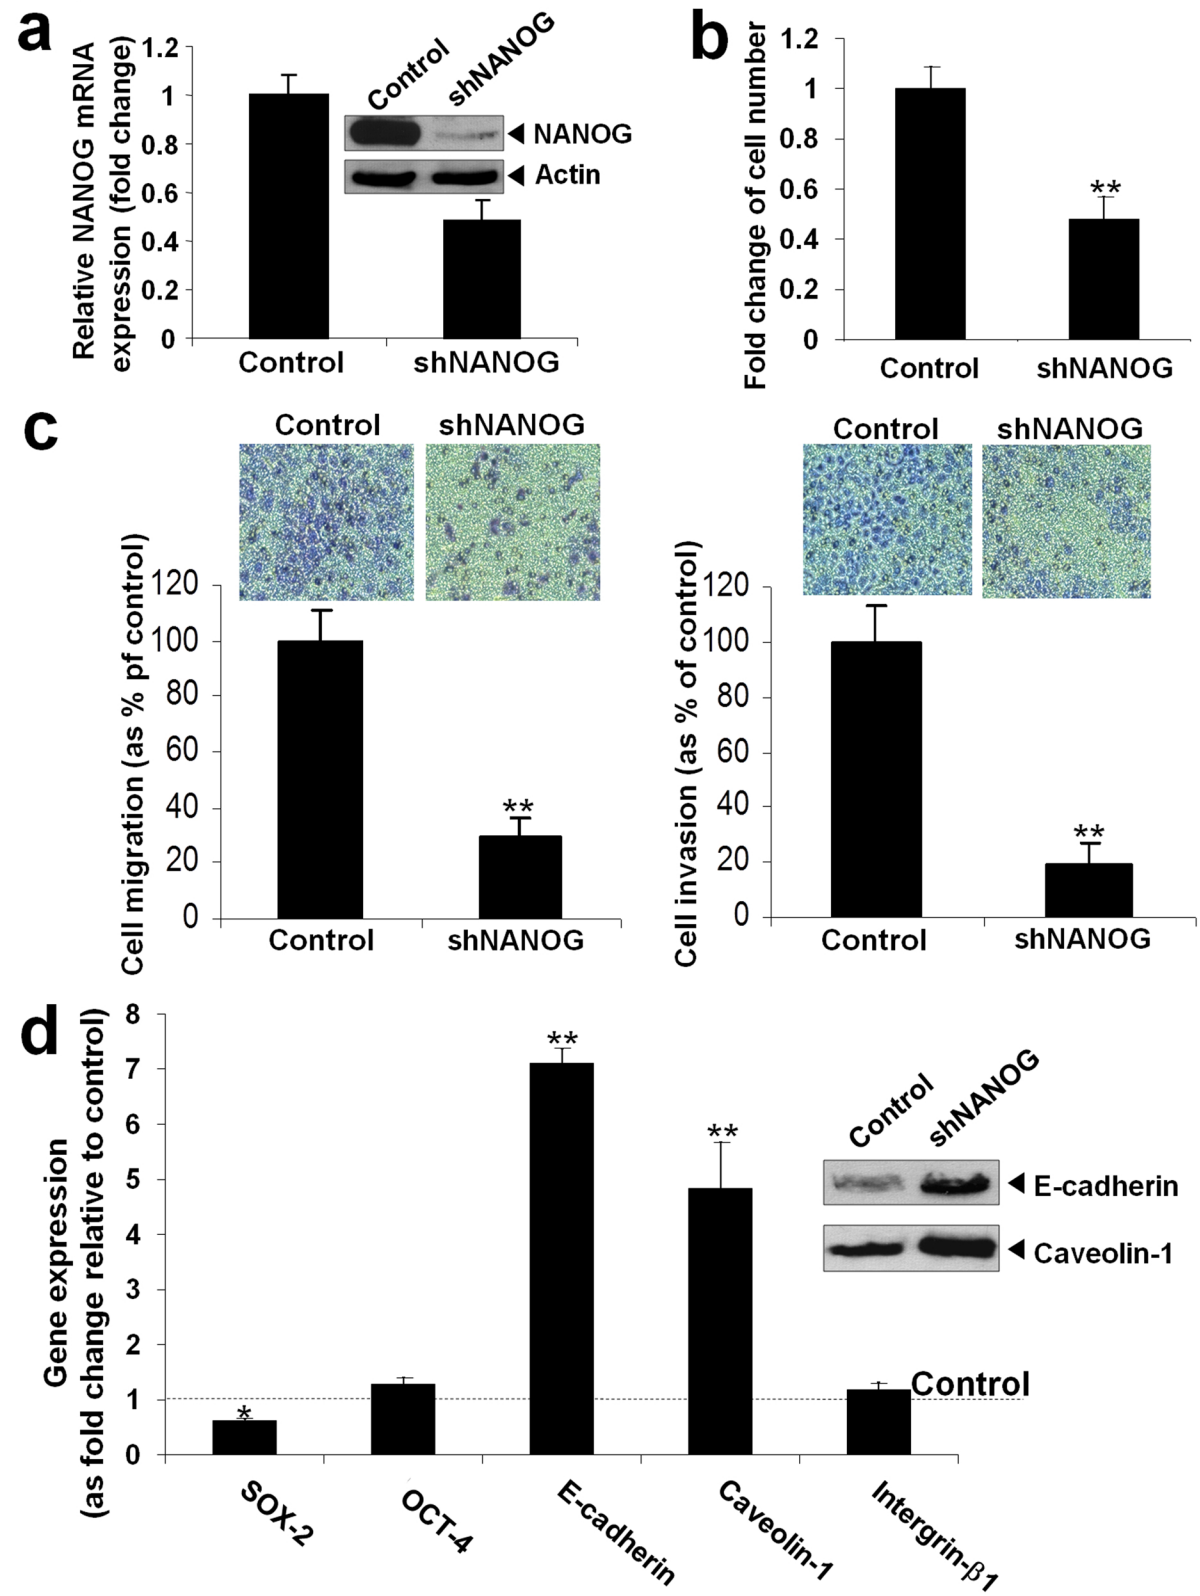 a
Relative NANOG mRNA
expression (fold change)
1.2
1
0.8
0.6
0.4
0.2
0
Control
shNANOG
NANOG
Actin
Control
shNANOG
b
Fold change of cell number
1.2
1
0.8
0.6
0.4
0.2
0
**
Control
shNANOG
c
Control
shNANOG
Cell migration (as % pf control)
120
100
80
60
40
20
0
**
Control
shNANOG
Control
shNANOG
Cell invasion (as % of control)
120
100
80
60
40
20
0
**
Control
shNANOG
d
Gene expression
(as fold change relative to control)
8
7
6
5
4
3
2
1
0
*
**
**
Control
shNANOG
E-cadherin
Caveolin-1
Control
SOX-2
OCT-4
E-cadherin
Caveolin-1
Intergrin-β1